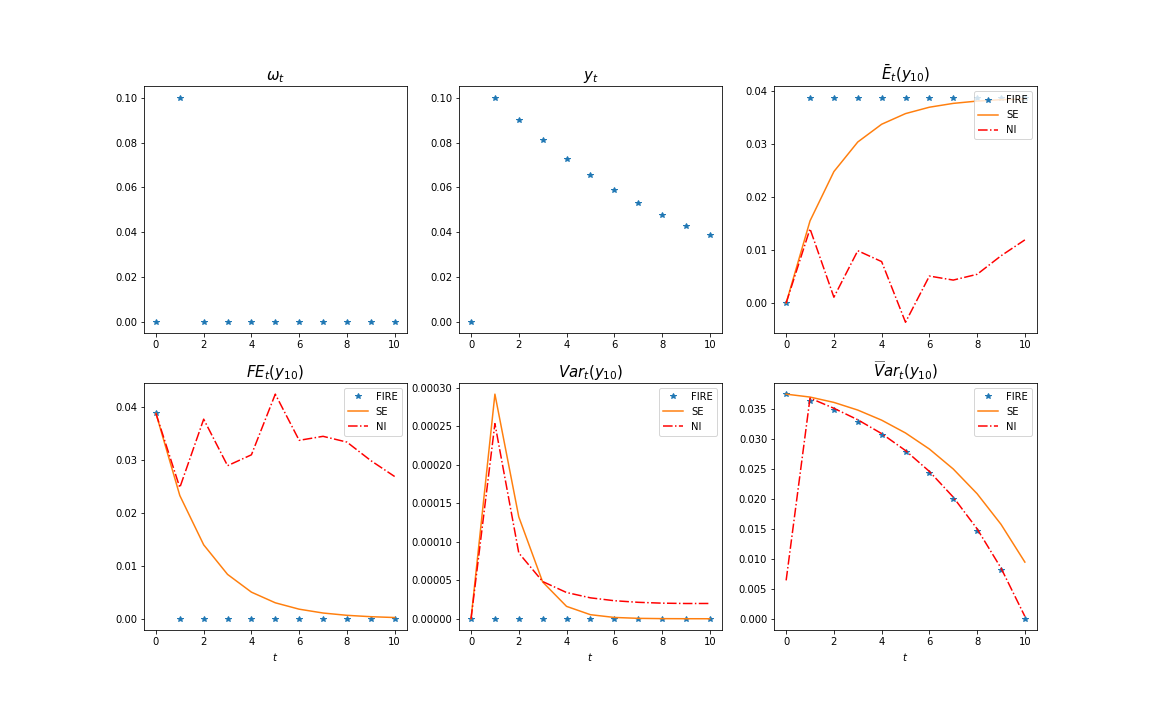 ω_t
0.10
0.08
0.06
0.04
0.02
0.00
0 2 4 6 8 10
y_t
0.10
0.08
0.06
0.04
0.02
0.00
0 2 4 6 8 10
Ē_t(y_10)
0.04
0.03
0.02
0.01
0.00
0 2 4 6 8 10
FIRE
SE
NI
FE_t(y_10)
0.04
0.03
0.02
0.01
0.00
0 2 4 6 8 10
t
FIRE
SE
NI
Var_t(y_10)
0.00030
0.00025
0.00020
0.00015
0.00010
0.00005
0.00000
0 2 4 6 8 10
t
FIRE
SE
NI
V̅ar_t(y_10)
0.035
0.030
0.025
0.020
0.015
0.010
0.005
0.000
0 2 4 6 8 10
t
FIRE
SE
NI